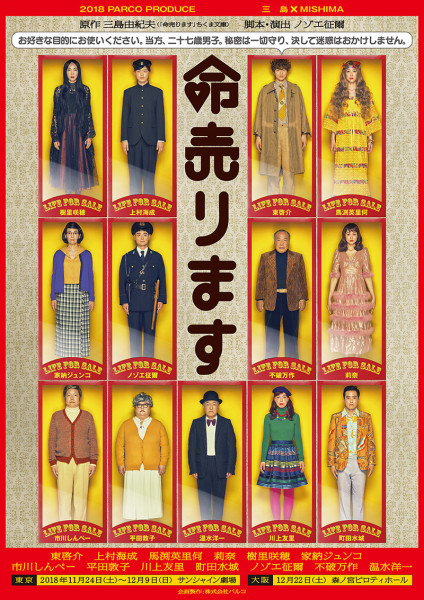 2018 PARCO PRODUCE 三島×MISHIMA
原作 三島由紀夫(「命売ります」ちくま文庫) 脚本・演出 ノゾエ征爾
お好きな目的にお使いください。当方、二十七歳男子。秘密は一切守り、決して迷惑はおかけしません。
命売ります
LIFE FOR SALE
樹里咲穂
LIFE FOR SALE
上村海成
LIFE FOR SALE
東啓介
LIFE FOR SALE
馬渕英里何
LIFE FOR SALE
家納ジュンコ
LIFE FOR SALE
ノゾエ征爾
LIFE FOR SALE
不破万作
LIFE FOR SALE
莉奈
LIFE FOR SALE
市川しんぺー
LIFE FOR SALE
平田敦子
LIFE FOR SALE
温水洋一
LIFE FOR SALE
川上友里
LIFE FOR SALE
町田水城
東啓介 上村海成 馬渕英里何 莉奈 樹里咲穂 家納ジュンコ
市川しんぺー 平田敦子 川上友里 町田水城 ノゾエ征爾 不破万作 温水洋一
東京 2018年11月24日(土)〜12月9日(日) サンシャイン劇場 大阪 12月22日(土) 森ノ宮ピロティホール
企画製作:株式会社パルコ